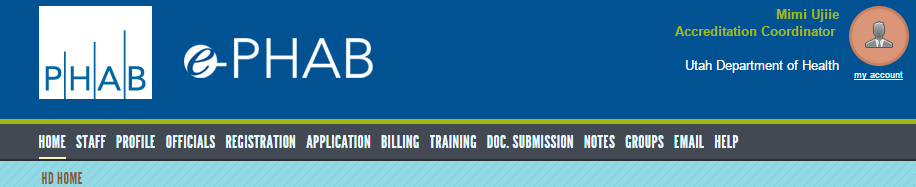 PHAB
e-PHAB
Mimi Ujiie
Accreditation Coordinator
Utah Department of Health
my account
HOME STAFF PROFILE OFFICIALS REGISTRATION APPLICATION BILLING TRAINING DOC. SUBMISSION NOTES GROUPS EMAIL HELP
HD HOME